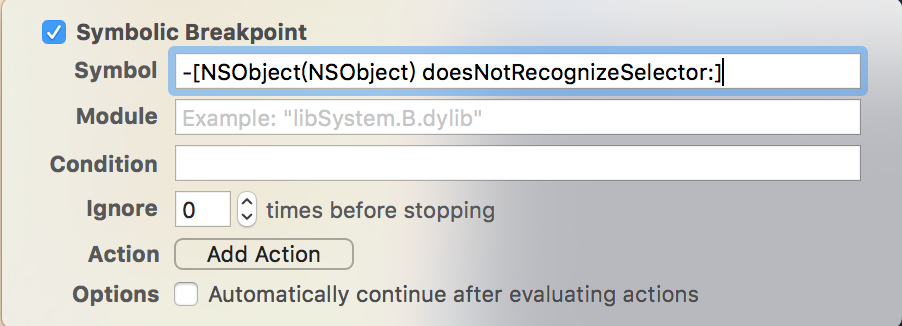 Symbolic Breakpoint
Symbol -[NSObject(NSObject) doesNotRecognizeSelector:]
Module Example: "libSystem.B.dylib"
Condition
Ignore 0 times before stopping
Action Add Action
Options Automatically continue after evaluating actions